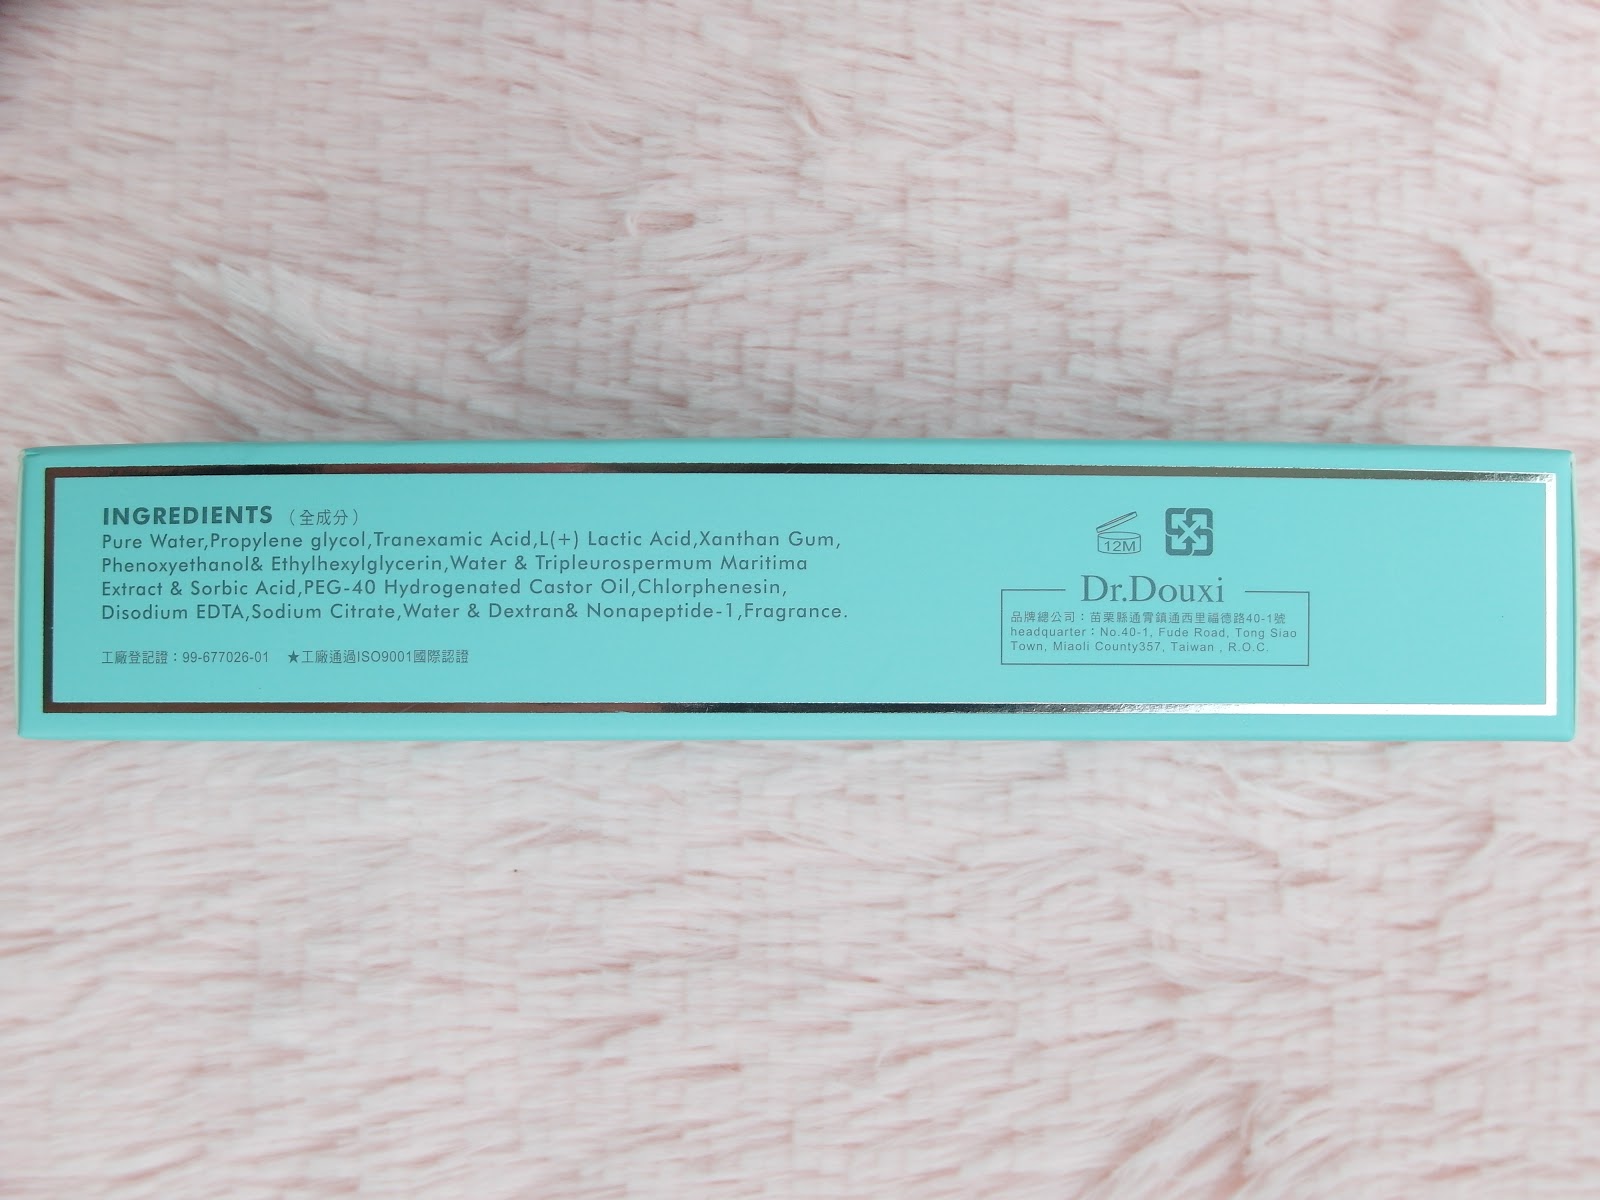 INGREDIENTS （全成分）
Pure Water,Propylene glycol,Tranexamic Acid,L(+) Lactic Acid,Xanthan Gum,
Phenoxyethanol& Ethylhexylglycerin,Water & Tripleurospermum Maritima
Extract & Sorbic Acid,PEG-40 Hydrogenated Castor Oil,Chlorphenesin,
Disodium EDTA,Sodium Citrate,Water & Dextran& Nonapeptide-1,Fragrance.
工廠登記證：99-677026-01 ★工廠通過ISO9001國際認證
12M
Dr.Douxi
品牌總公司：苗栗縣通霄鎮通西里福德路40-1號
headquarter：No.40-1, Fude Road, Tong Siao
Town, Miaoli County357, Taiwan , R.O.C.